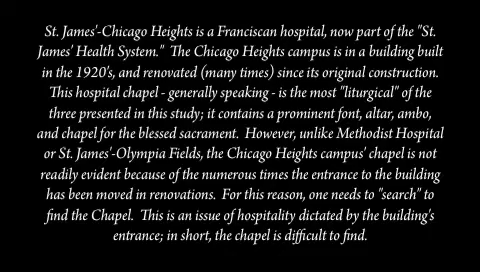 St. James'-Chicago Heights is a Franciscan hospital, now part of the "St.
James' Health System."  The Chicago Heights campus is in a building built
in the 1920's, and renovated (many times) since its original construction.
This hospital chapel - generally speaking - is the most "liturgical" of the
three presented in this study; it contains a prominent font, altar, ambo,
and chapel for the blessed sacrament.  However, unlike Methodist Hospital
or St. James'-Olympia Fields, the Chicago Heights campus' chapel is not
readily evident because of the numerous times the entrance to the building
has been moved in renovations.  For this reason, one needs to "search" to
find the Chapel.  This is an issue of hospitality dictated by the building's
entrance; in short, the chapel is difficult to find.